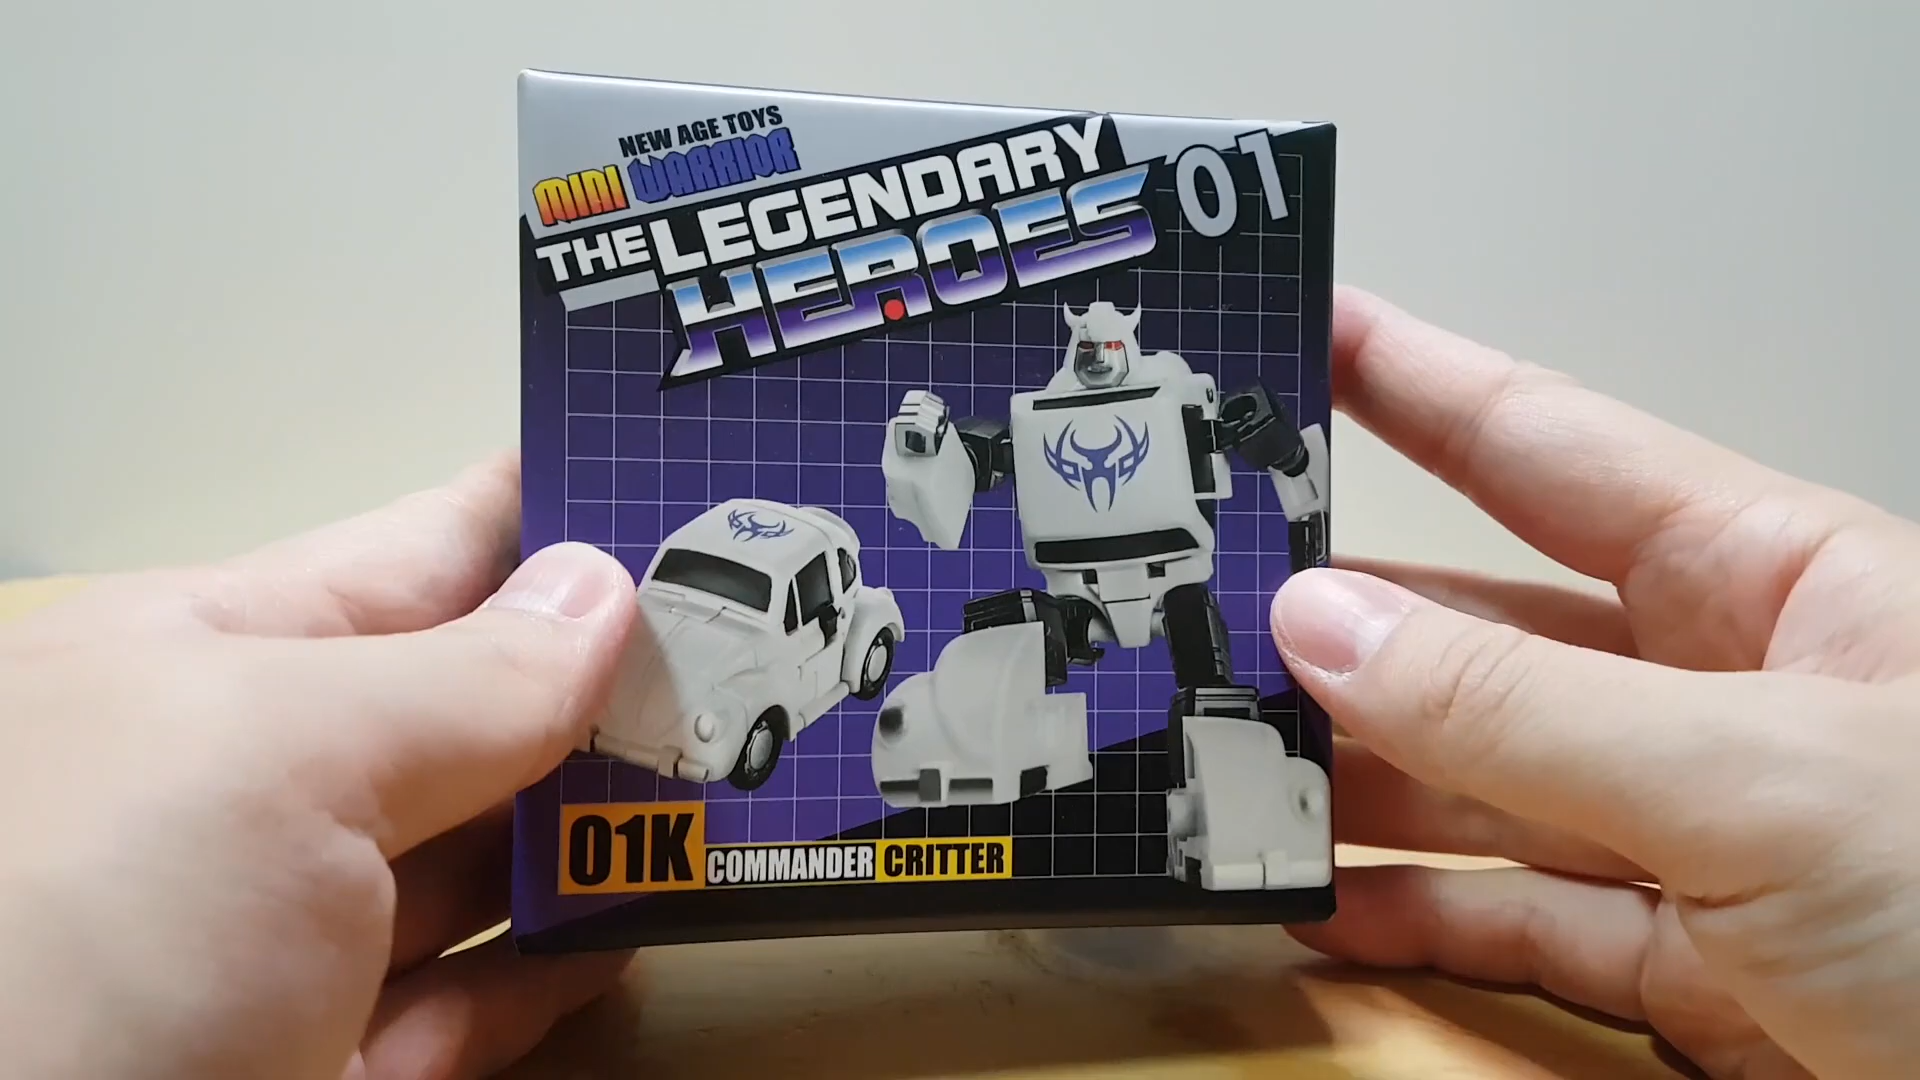 NEW AGE TOYS
MINI WARRIOR
THE LEGENDARY
HEROES
01
01K COMMANDER CRITTER